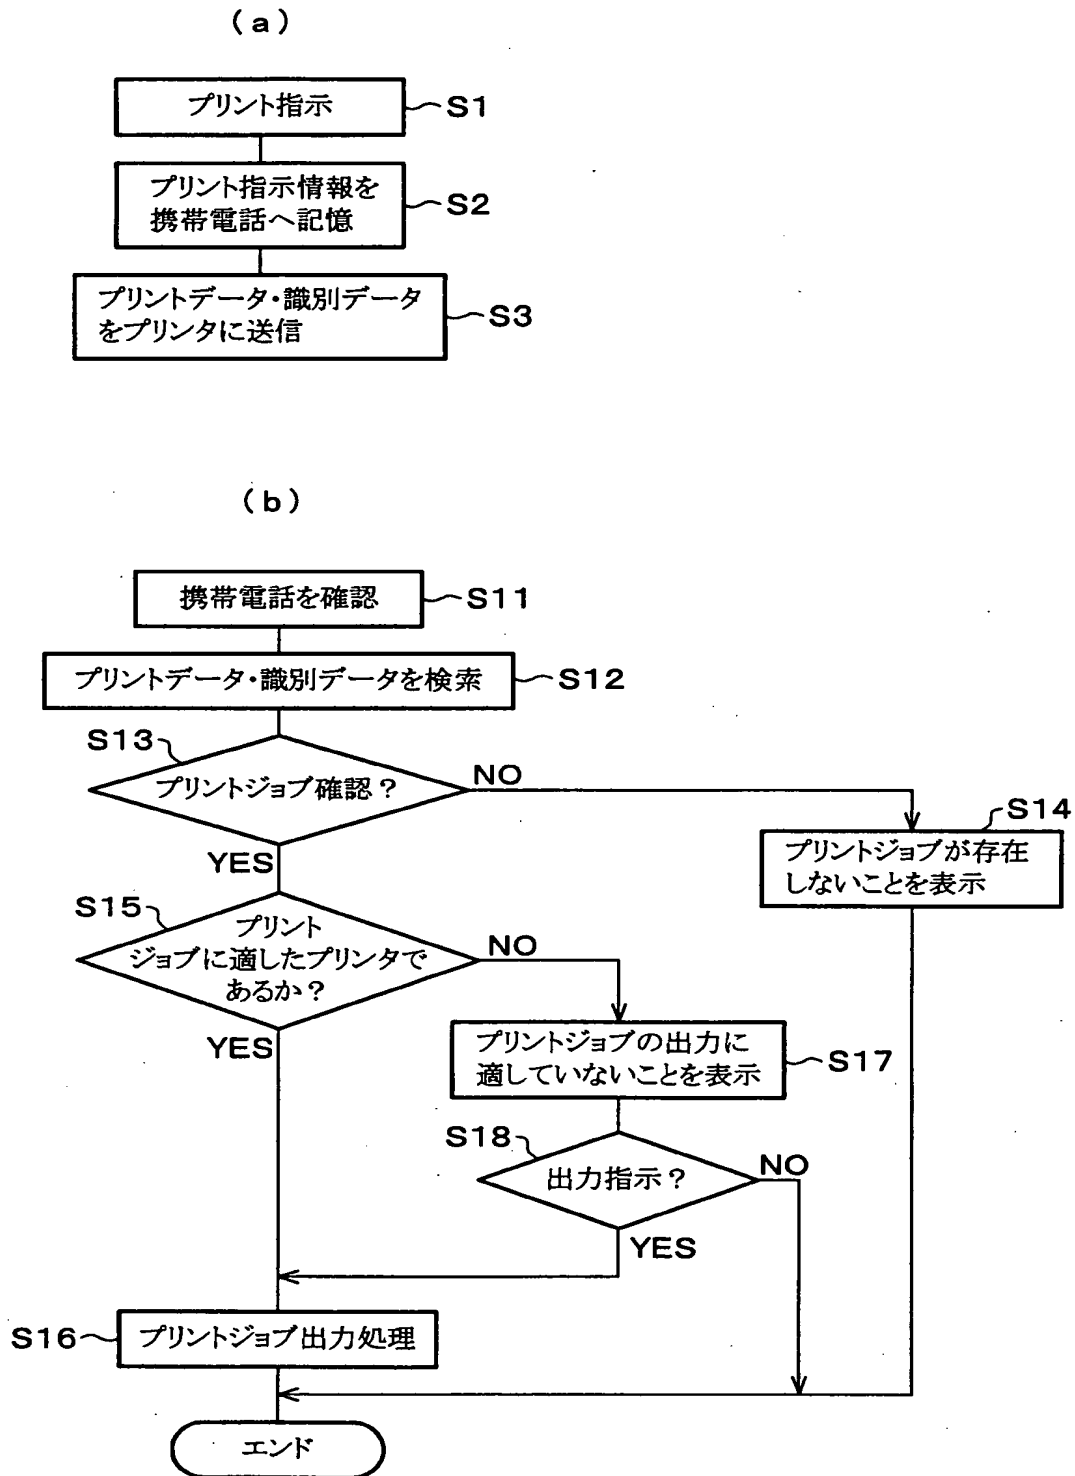 (a)
プリント指示
S1
プリント指示情報を
携帯電話へ記憶
S2
プリントデータ・識別データ
をプリンタに送信
S3
(b)
携帯電話を確認
S11
プリントデータ・識別データを検索
S12
S13
プリントジョブ確認?
NO
YES
S14
プリントジョブが存在
しないことを表示
S15
プリント
ジョブに適したプリンタで
あるか?
NO
YES
プリントジョブの出力に
適していないことを表示
S17
S18
出力指示?
NO
YES
S16
プリントジョブ出力処理
エンド